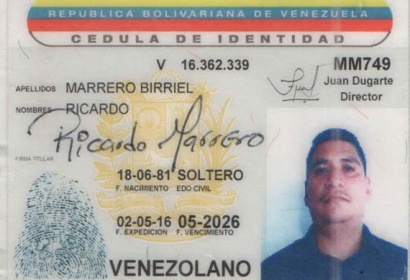 REPUBLICA BOLIVARIANA DE VENEZUELA
CEDULA DE IDENTIDAD
V 16.362.339
MM749
Juan Dugarte
Director
APELLIDOS MARRERO BIRRIEL
NOMBRES RICARDO
Ricardo Marrero
FIRMA TITULAR
18-06-81 SOLTERO
F. NACIMIENTO EDO CIVIL
02-05-16 05-2026
F. EXPEDICION F. VENCIMIENTO
VENEZOLANO